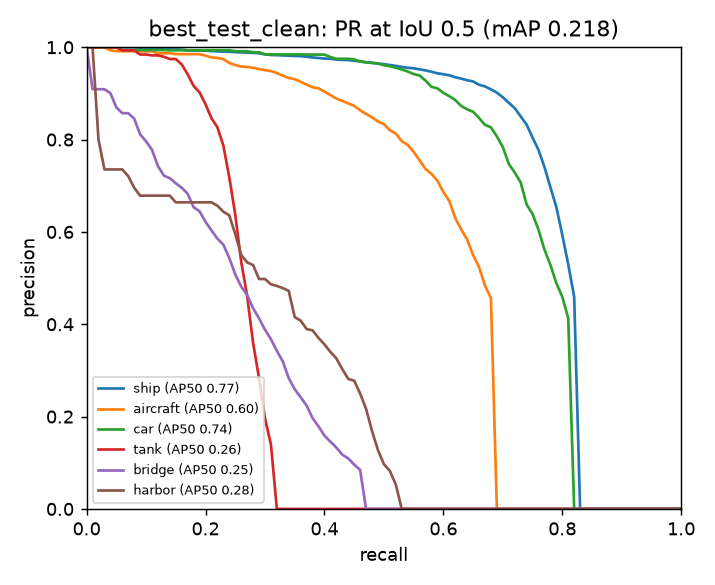 best_test_clean: PR at IoU 0.5 (mAP 0.218)
1.0
0.8
0.6
0.4
0.2
0.0
precision
ship (AP50 0.77)
aircraft (AP50 0.60)
car (AP50 0.74)
tank (AP50 0.26)
bridge (AP50 0.25)
harbor (AP50 0.28)
0.0 0.2 0.4 0.6 0.8 1.0
recall